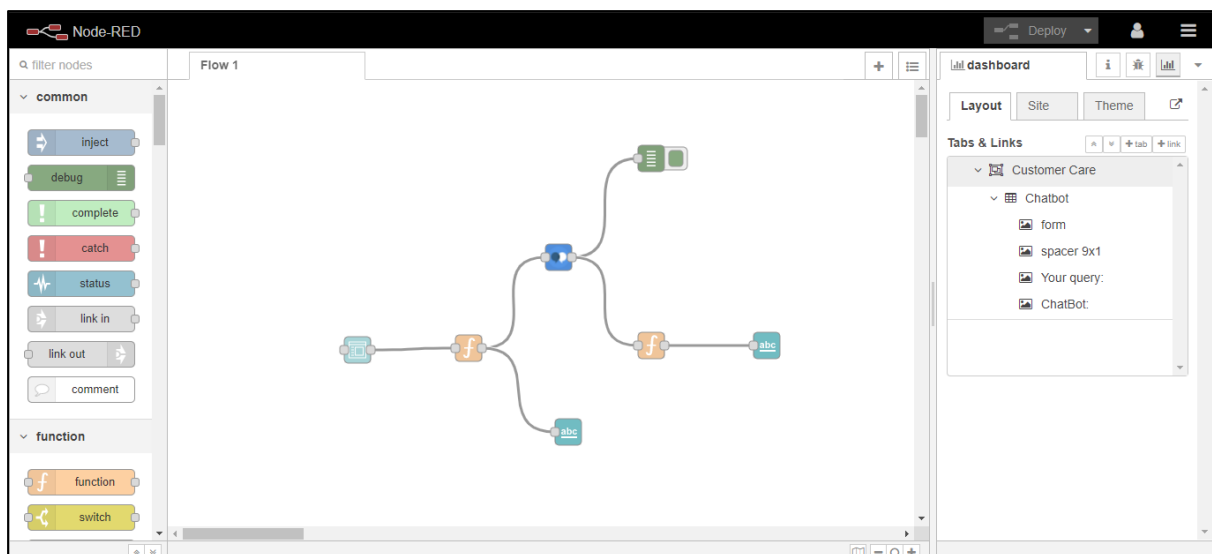 Node-RED
Deploy
filter nodes
Flow 1
dashboard
i
common
Layout
Site
Theme
inject
Tabs & Links
tab
link
debug
Customer Care
complete
Chatbot
catch
form
spacer 9x1
status
Your query:
link in
ChatBot:
link out
f
f
abc
comment
abc
function
f
function
switch